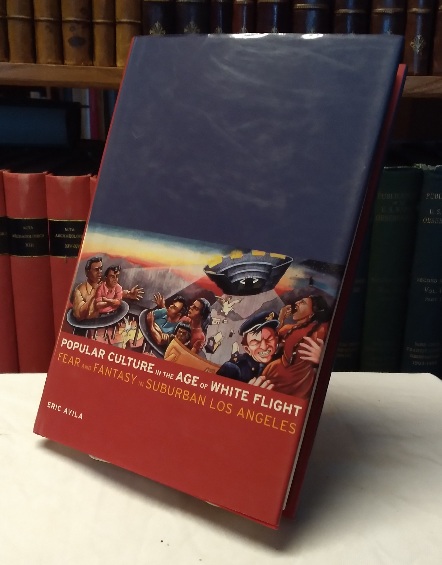 POPULAR CULTURE IN THE AGE OF WHITE FLIGHT
FEAR AND FANTASY IN SUBURBAN LOS ANGELES
ERIC AVILA